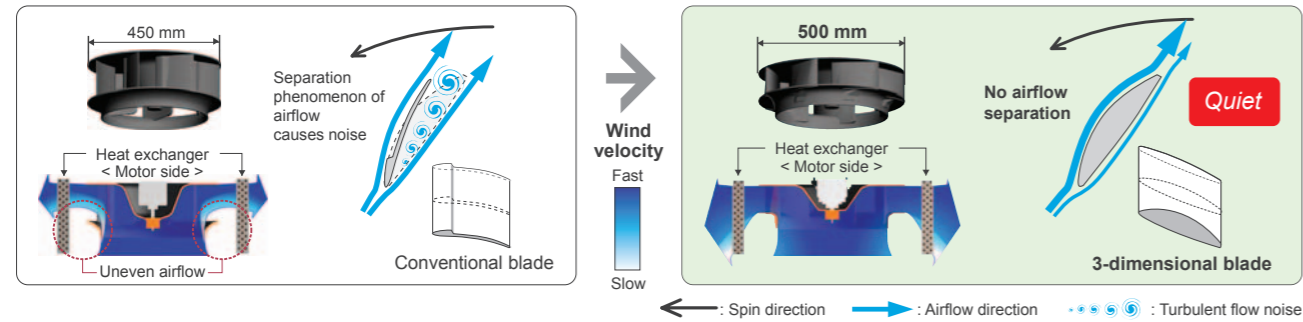 450 mm
Separation
phenomenon of
airflow
causes noise
Heat exchanger
< Motor side >
Uneven airflow
Conventional blade
Wind
velocity
Fast
Slow
500 mm
No airflow
separation
Quiet
Heat exchanger
< Motor side >
3-dimensional blade
: Spin direction
: Airflow direction
: Turbulent flow noise